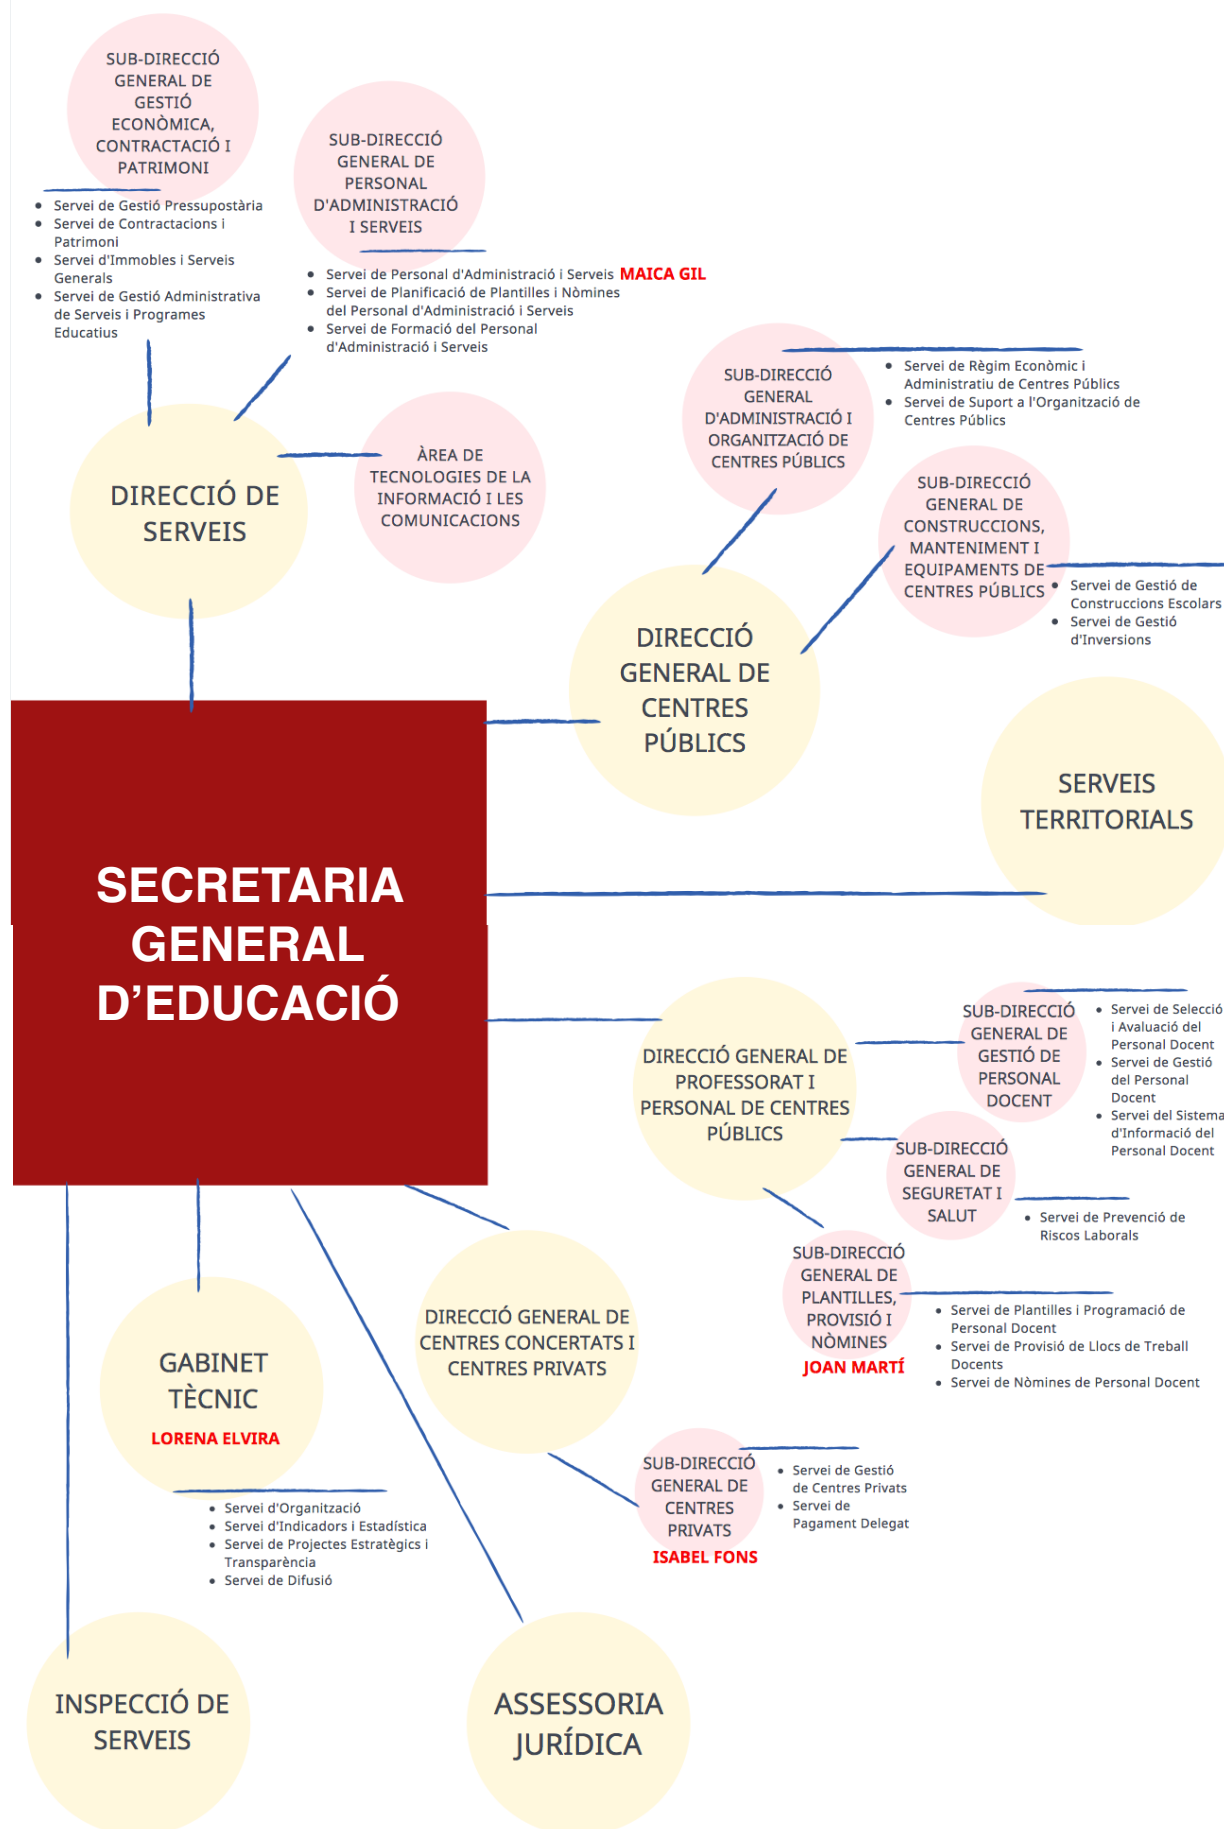 SUB-DIRECCIÓ
GENERAL DE
GESTIÓ
ECONÒMICA,
CONTRACTACIÓ I
PATRIMONI
• Servei de Gestió Pressupostària
• Servei de Contractacions i
Patrimoni
• Servei d'Immobles i Serveis
Generals
• Servei de Gestió Administrativa
de Serveis i Programes
Educatius
SUB-DIRECCIÓ
GENERAL DE
PERSONAL
D'ADMINISTRACIÓ
I SERVEIS
• Servei de Personal d'Administració i Serveis MAICA GIL
• Servei de Planificació de Plantilles i Nòmines
del Personal d'Administració i Serveis
• Servei de Formació del Personal
d'Administració i Serveis
DIRECCIÓ DE
SERVEIS
ÀREA DE
TECNOLOGIES DE LA
INFORMACIÓ I LES
COMUNICACIONS
SUB-DIRECCIÓ
GENERAL
D'ADMINISTRACIÓ I
ORGANITZACIÓ DE
CENTRES PÚBLICS
• Servei de Règim Econòmic i
Administratiu de Centres Públics
• Servei de Suport a l'Organització de
Centres Públics
SUB-DIRECCIÓ
GENERAL DE
CONSTRUCCIONS,
MANTENIMENT I
EQUIPAMENTS DE
CENTRES PÚBLICS
• Servei de Gestió de
Construccions Escolars
• Servei de Gestió
d'Inversions
DIRECCIÓ
GENERAL DE
CENTRES
PÚBLICS
SERVEIS
TERRITORIALS
SECRETARIA
GENERAL
D’EDUCACIÓ
DIRECCIÓ GENERAL DE
PROFESSORAT I
PERSONAL DE CENTRES
PÚBLICS
SUB-DIRECCIÓ
GENERAL DE
GESTIÓ DE
PERSONAL
DOCENT
• Servei de Selecció
i Avaluació del
Personal Docent
• Servei de Gestió
del Personal
Docent
• Servei del Sistema
d'Informació del
Personal Docent
SUB-DIRECCIÓ
GENERAL DE
SEGURETAT I
SALUT
• Servei de Prevenció de
Riscos Laborals
SUB-DIRECCIÓ
GENERAL DE
PLANTILLES,
PROVISIÓ I
NÒMINES
JOAN MARTÍ
• Servei de Plantilles i Programació de
Personal Docent
• Servei de Provisió de Llocs de Treball
Docents
• Servei de Nòmines de Personal Docent
DIRECCIÓ GENERAL DE
CENTRES CONCERTATS I
CENTRES PRIVATS
SUB-DIRECCIÓ
GENERAL DE
CENTRES
PRIVATS
ISABEL FONS
• Servei de Gestió
de Centres Privats
• Servei de
Pagament Delegat
GABINET
TÈCNIC
LORENA ELVIRA
• Servei d'Organització
• Servei d'Indicadors i Estadística
• Servei de Projectes Estratègics i
Transparència
• Servei de Difusió
INSPECCIÓ DE
SERVEIS
ASSESSORIA
JURÍDICA